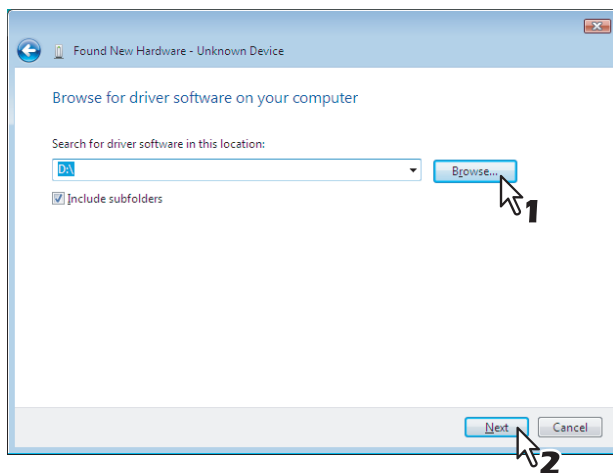 Found New Hardware - Unknown Device
Browse for driver software on your computer
Search for driver software in this location:
D:\
Browse...
1
Include subfolders
Next
Cancel
2